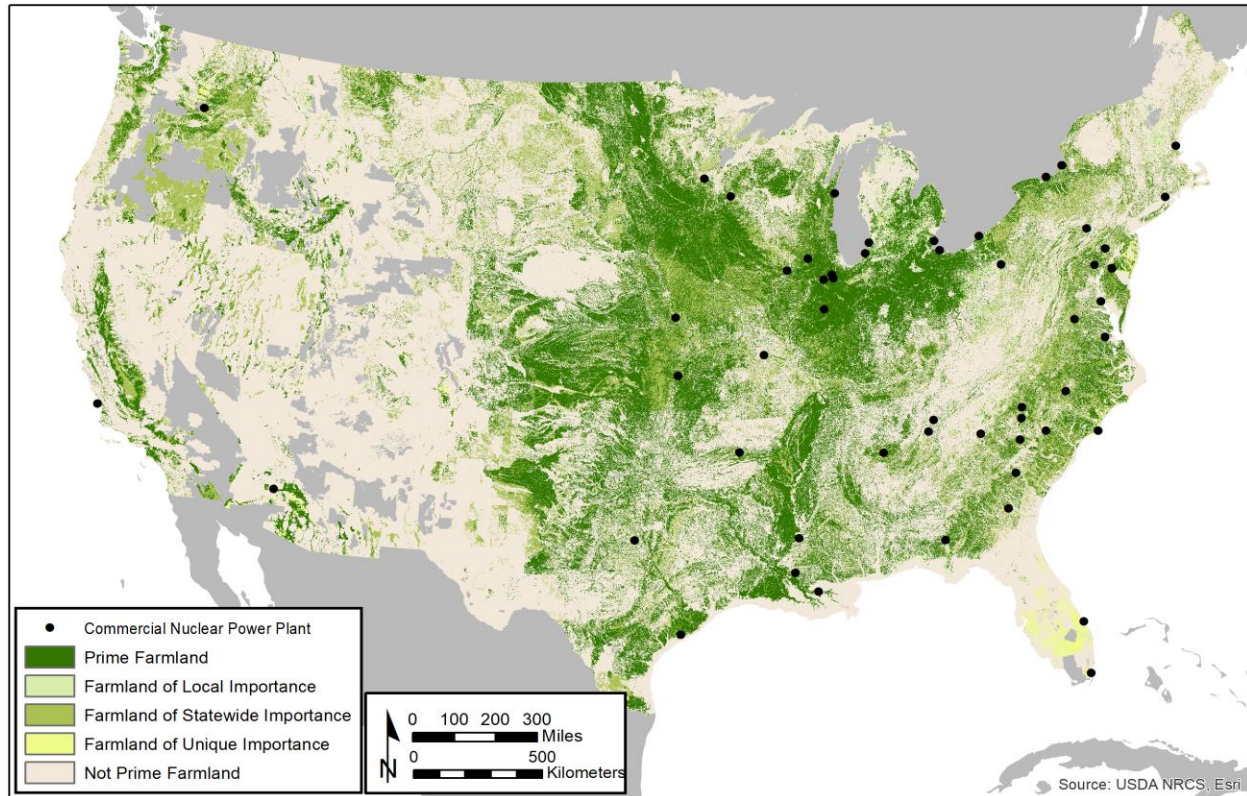 Commercial Nuclear Power Plant
Prime Farmland
Farmland of Local Importance
Farmland of Statewide Importance
Farmland of Unique Importance
Not Prime Farmland
N
0 100 200 300
Miles
0 500
Kilometers
Source: USDA NRCS, Esri